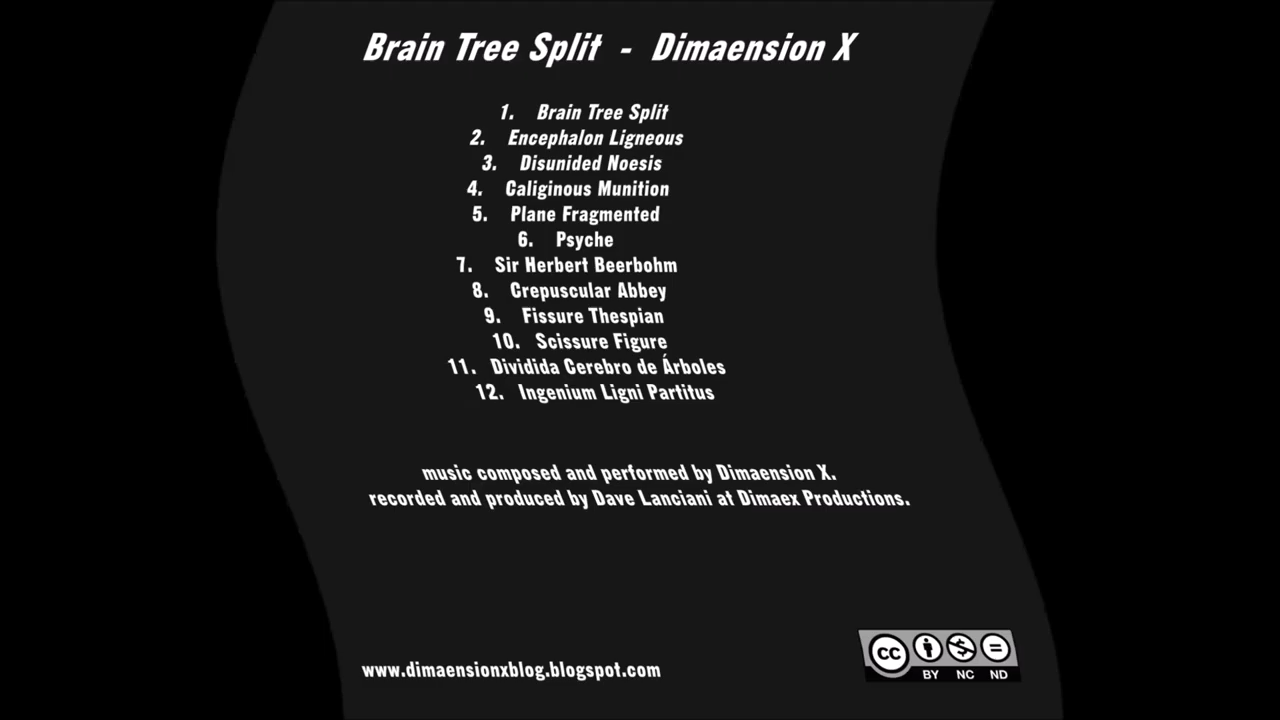 Brain Tree Split - Dimaension X
1. Brain Tree Split
2. Encephalon Ligneous
3. Disunided Noesis
4. Caliginous Munition
5. Plane Fragmented
6. Psyche
7. Sir Herbert Beerbohm
8. Crepuscular Abbey
9. Fissure Thespian
10. Scissure Figure
11. Dividida Cerebro de Árboles
12. Ingenium Ligni Partitus
music composed and performed by Dimaension X.
recorded and produced by Dave Lanciani at Dimaex Productions.
www.dimaensionxblog.blogspot.com
CC
BY NC ND